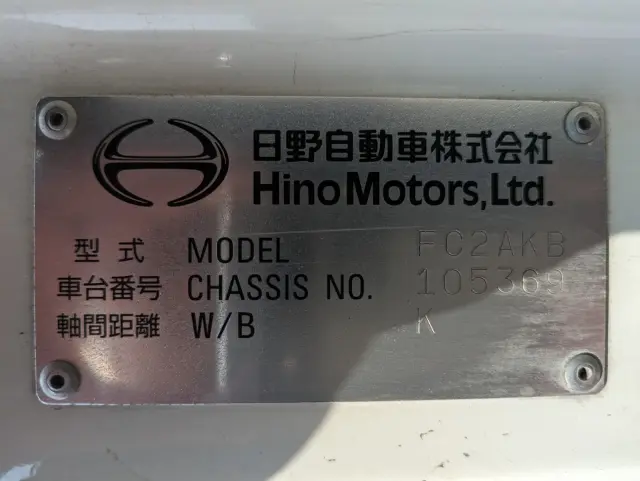 日野自動車株式会社
Hino Motors, Ltd.
型式 MODEL FC2AKB
車台番号 CHASSIS NO. 105369
軸間距離 W/B K